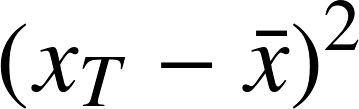 (x_T − x̄)²